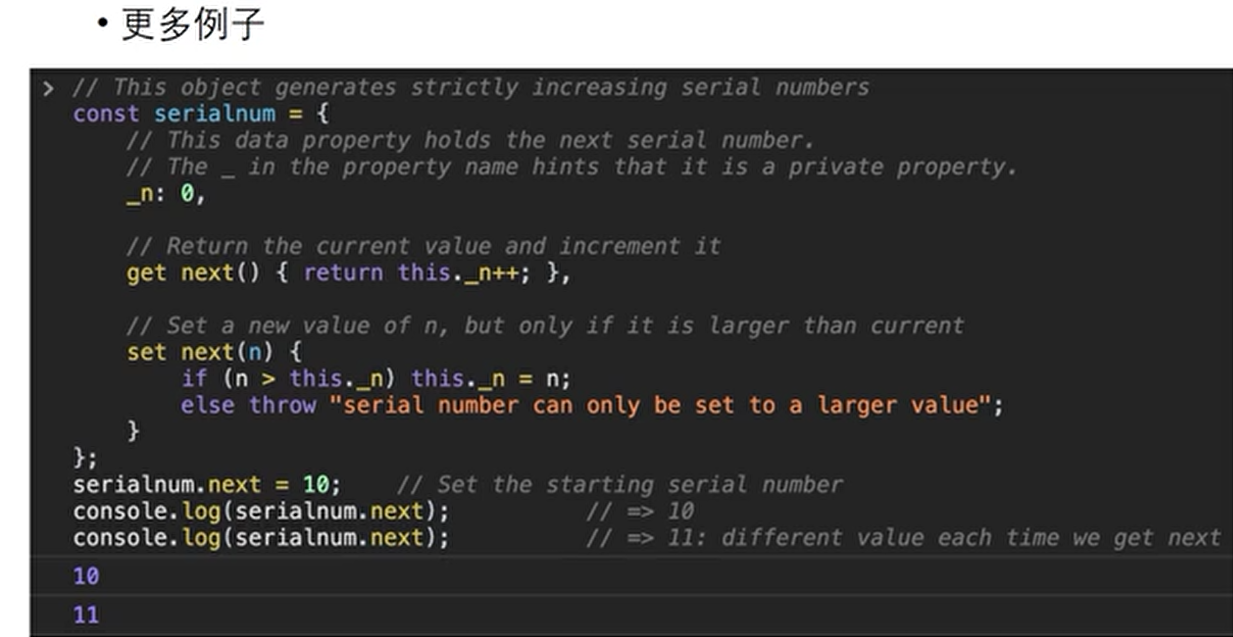 • 更多例子
> // This object generates strictly increasing serial numbers
const serialnum = {
    // This data property holds the next serial number.
    // The _ in the property name hints that it is a private property.
    _n: 0,

    // Return the current value and increment it
    get next() { return this._n++; },

    // Set a new value of n, but only if it is larger than current
    set next(n) {
        if (n > this._n) this._n = n;
        else throw "serial number can only be set to a larger value";
    }
};
serialnum.next = 10;    // Set the starting serial number
console.log(serialnum.next);          // => 10
console.log(serialnum.next);          // => 11: different value each time we get next
10
11